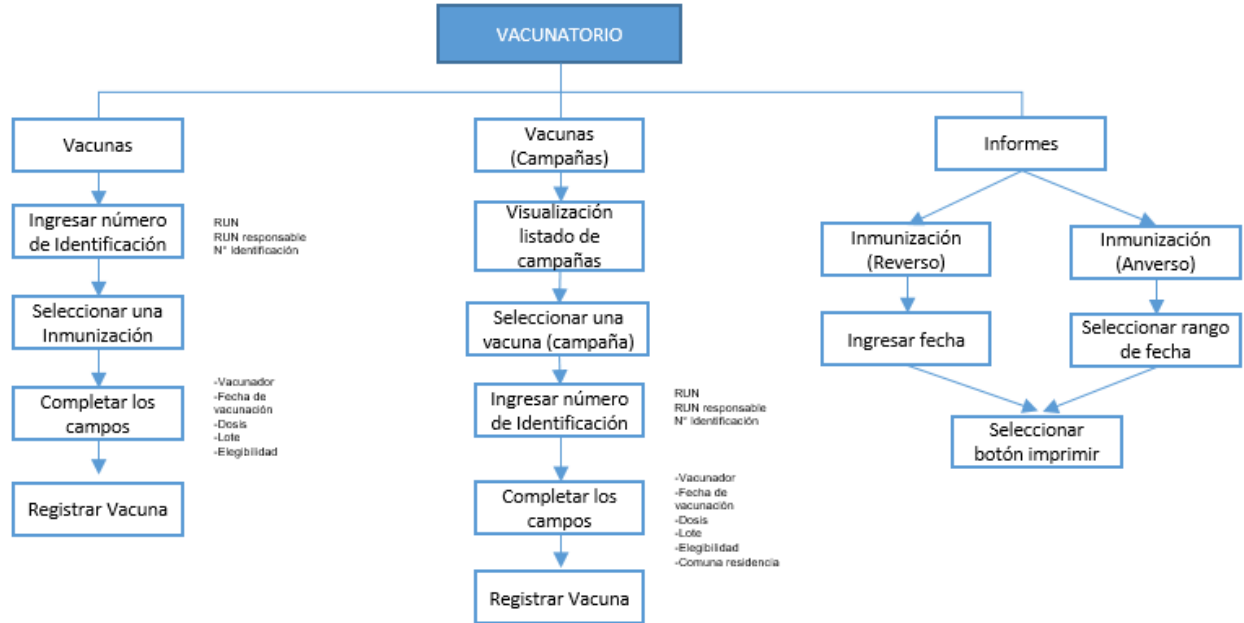 VACUNATORIO
Vacunas
Ingresar número
de Identificación
RUN
RUN responsable
N° identificación
Seleccionar una
Inmunización
Completar los
campos
-Vacunador
-Fecha de
vacunación
-Dosis
-Lote
-Elegibilidad
Registrar Vacuna
Vacunas
(Campañas)
Visualización
listado de
campañas
Seleccionar una
vacuna (campaña)
Ingresar número
de Identificación
RUN
RUN responsable
N° identificación
Completar los
campos
-Vacunador
-Fecha de
vacunación
-Dosis
-Lote
-Elegibilidad
-Comuna residencia
Registrar Vacuna
Informes
Inmunización
(Reverso)
Ingresar fecha
Inmunización
(Anverso)
Seleccionar rango
de fecha
Seleccionar
botón imprimir